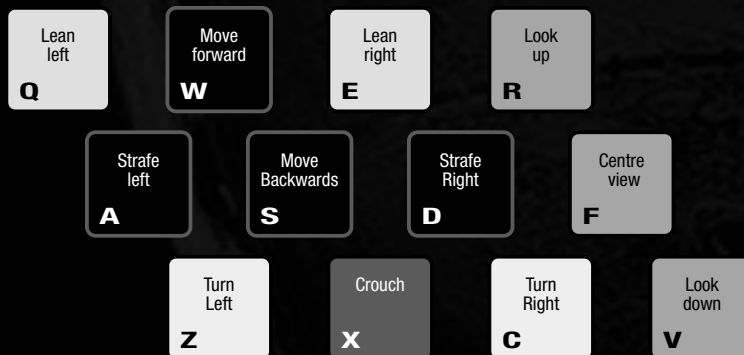 Lean
left
Q
Move
forward
W
Lean
right
E
Look
up
R
Strafe
left
A
Move
Backwards
S
Strafe
Right
D
Centre
view
F
Turn
Left
Z
Crouch
X
Turn
Right
C
Look
down
V